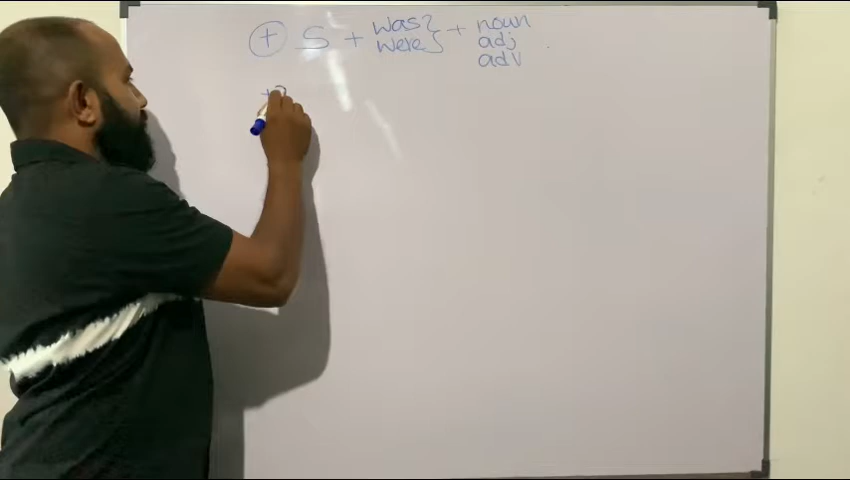 + S + was } + noun
were adj
adv